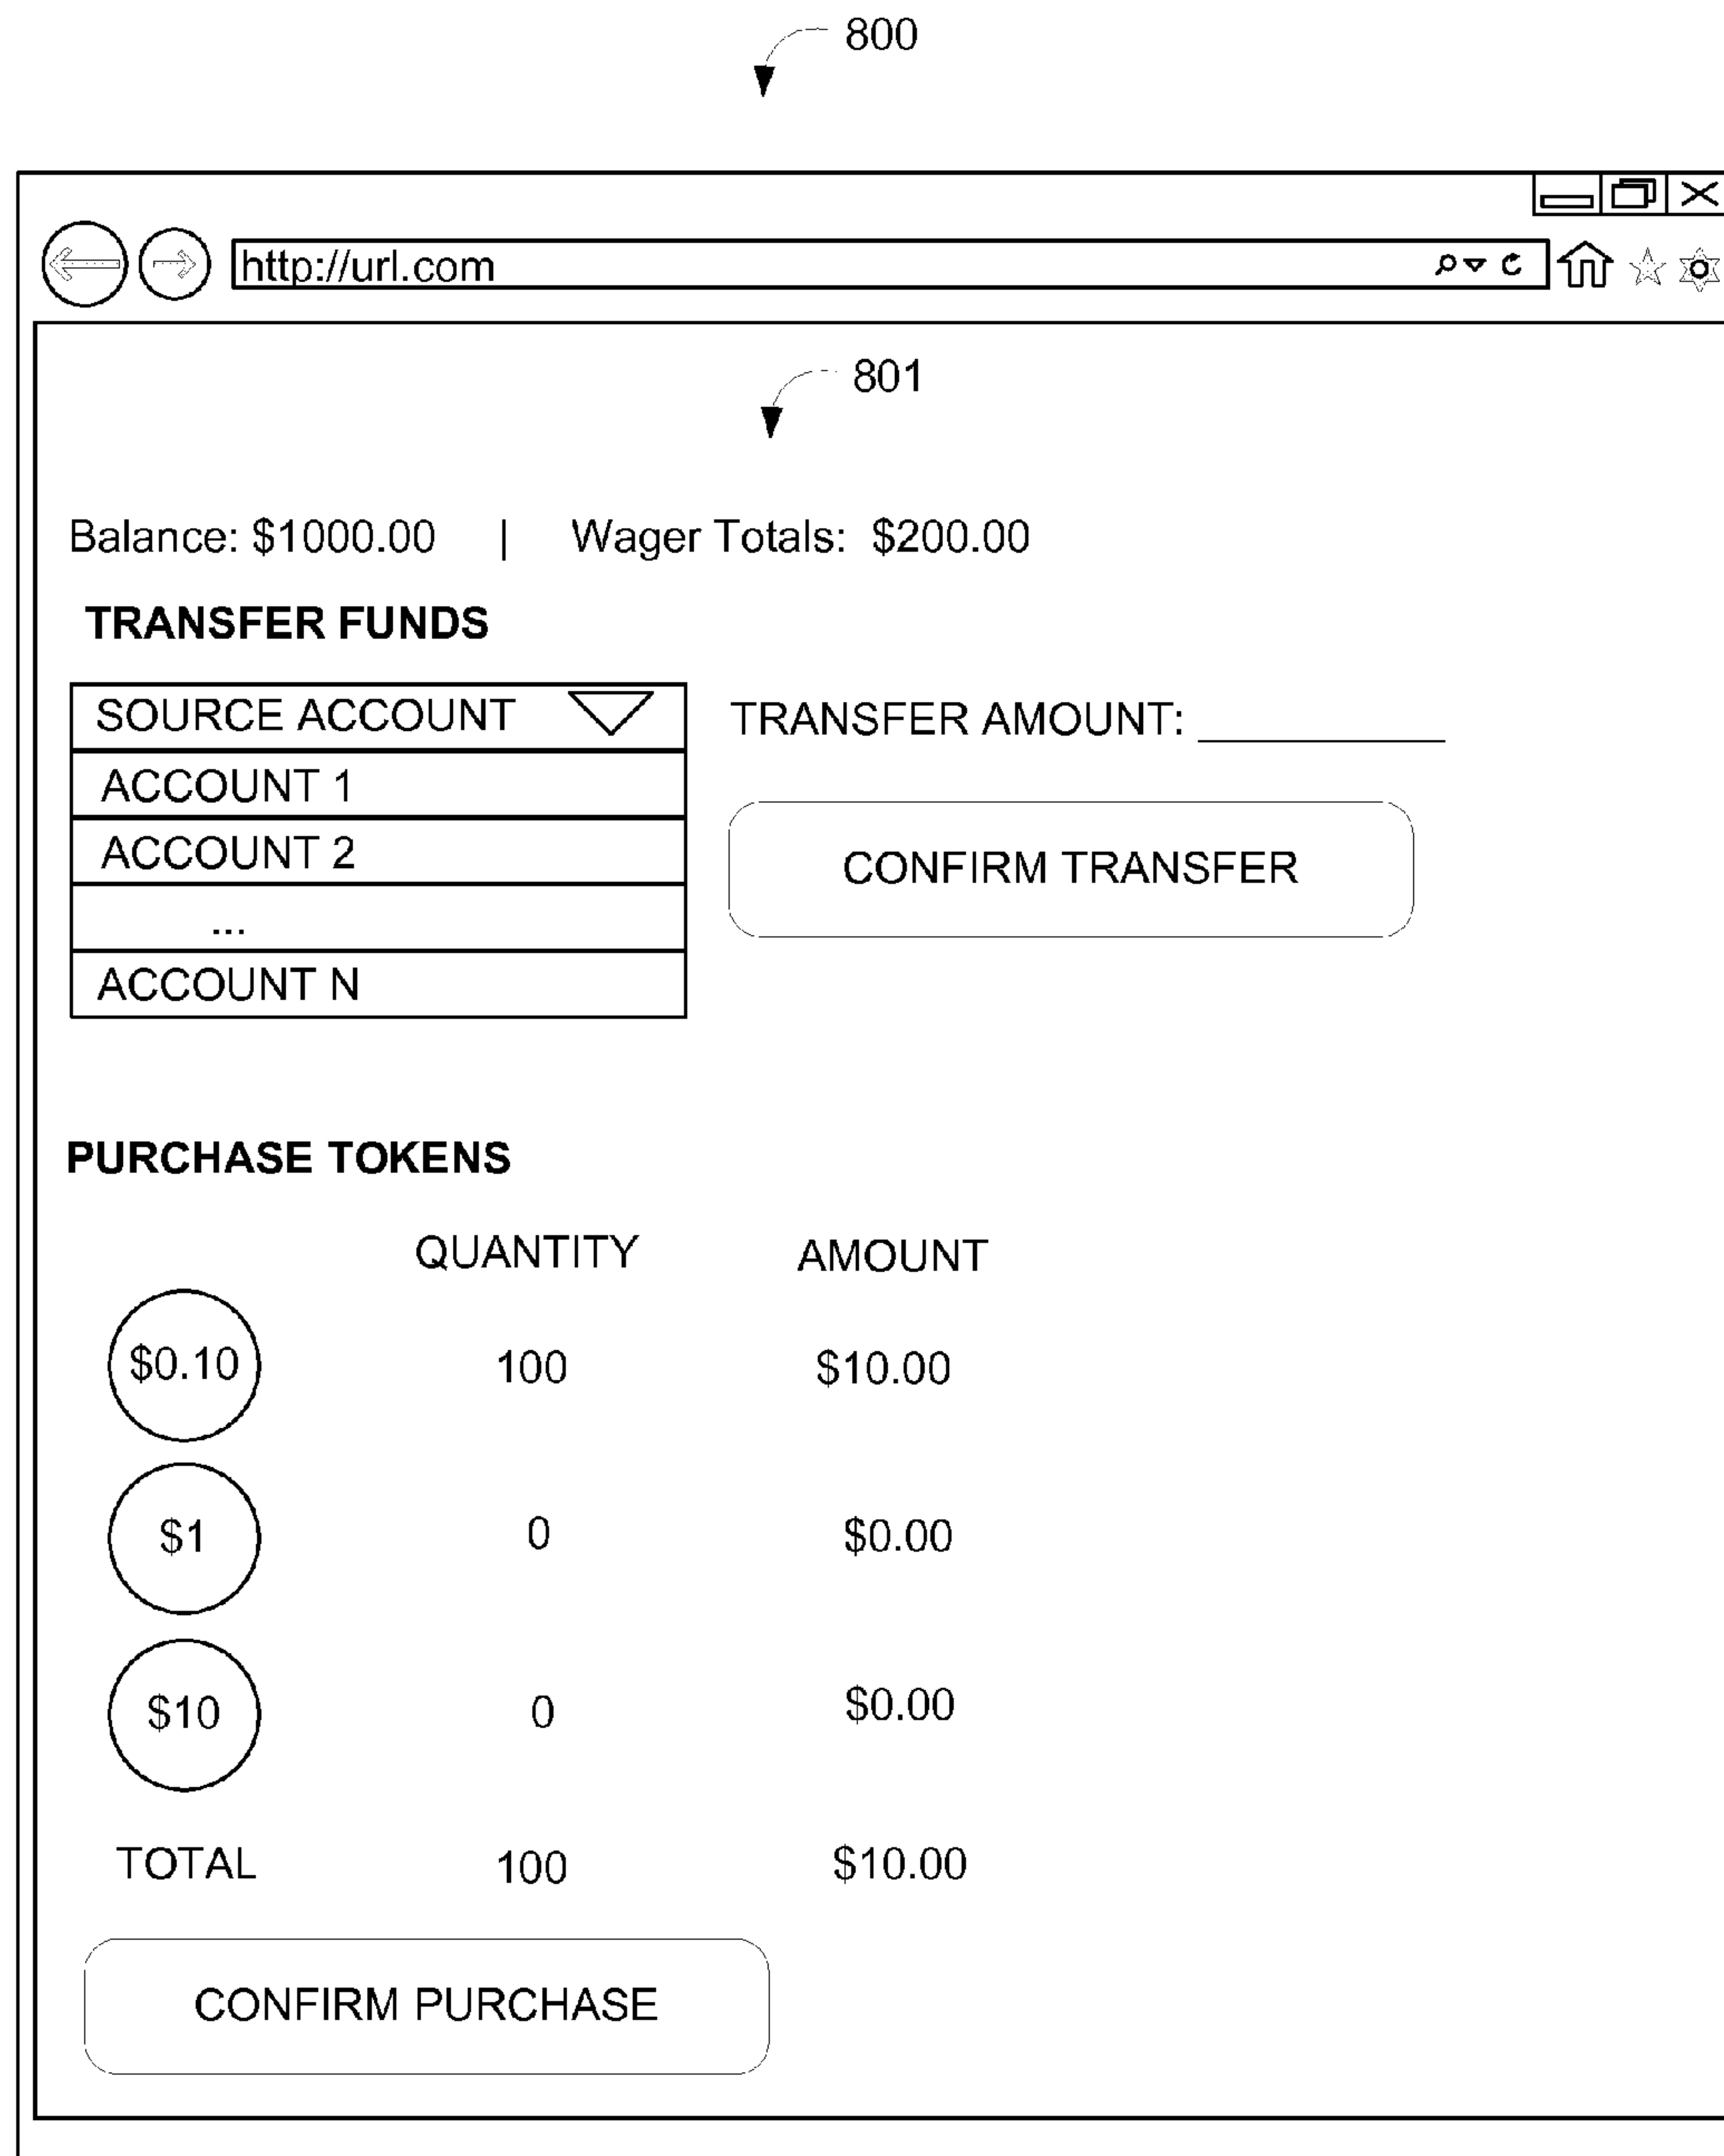 800
http://url.com
801
Balance: $1000.00 | Wager Totals: $200.00
TRANSFER FUNDS
SOURCE ACCOUNT
TRANSFER AMOUNT: __________
ACCOUNT 1
ACCOUNT 2
CONFIRM TRANSFER
...
ACCOUNT N
PURCHASE TOKENS
QUANTITY AMOUNT
$0.10 100 $10.00
$1 0 $0.00
$10 0 $0.00
TOTAL 100 $10.00
CONFIRM PURCHASE